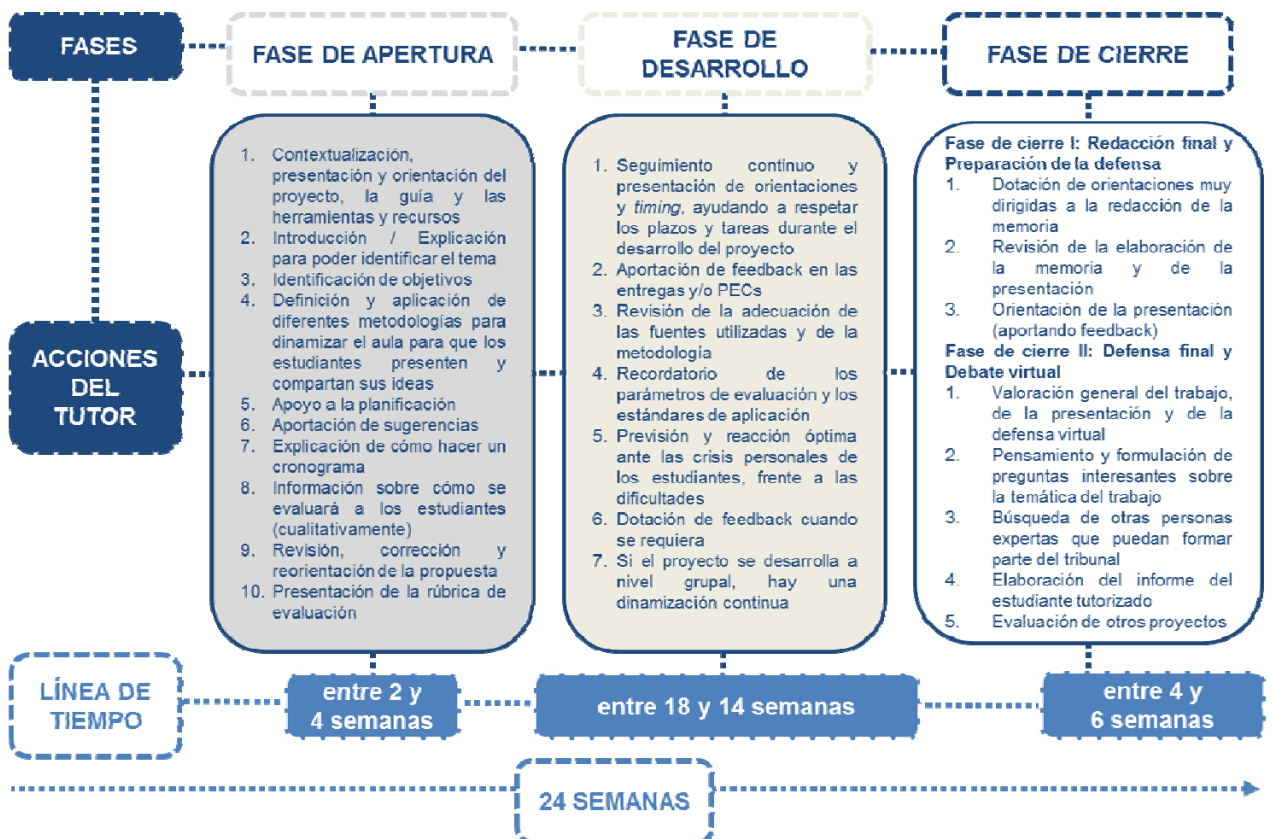 FASES
FASE DE APERTURA
FASE DE
DESARROLLO
FASE DE CIERRE
ACCIONES
DEL
TUTOR
1. Contextualización,
presentación y orientación del
proyecto, la guía y las
herramientas y recursos
2. Introducción / Explicación
para poder identificar el tema
3. Identificación de objetivos
4. Definición y aplicación de
diferentes metodologías para
dinamizar el aula para que los
estudiantes presenten y
compartan sus ideas
5. Apoyo a la planificación
6. Aportación de sugerencias
7. Explicación de cómo hacer un
cronograma
8. Información sobre cómo se
evaluará a los estudiantes
(cualitativamente)
9. Revisión, corrección y
reorientación de la propuesta
10. Presentación de la rúbrica de
evaluación
1. Seguimiento continuo y
presentación de orientaciones
y timing, ayudando a respetar
los plazos y tareas durante el
desarrollo del proyecto
2. Aportación de feedback en las
entregas y/o PECs
3. Revisión de la adecuación de
las fuentes utilizadas y de la
metodología
4. Recordatorio de los
parámetros de evaluación y los
estándares de aplicación
5. Previsión y reacción óptima
ante las crisis personales de
los estudiantes, frente a las
dificultades
6. Dotación de feedback cuando
se requiera
7. Si el proyecto se desarrolla a
nivel grupal, hay una
dinamización continua
Fase de cierre I: Redacción final y
Preparación de la defensa
1. Dotación de orientaciones muy
dirigidas a la redacción de la
memoria
2. Revisión de la elaboración de
la memoria y de la
presentación
3. Orientación de la presentación
(aportando feedback)
Fase de cierre II: Defensa final y
Debate virtual
1. Valoración general del trabajo,
de la presentación y de la
defensa virtual
2. Pensamiento y formulación de
preguntas interesantes sobre
la temática del trabajo
3. Búsqueda de otras personas
expertas que puedan formar
parte del tribunal
4. Elaboración del informe del
estudiante tutorizado
5. Evaluación de otros proyectos
LÍNEA DE
TIEMPO
entre 2 y
4 semanas
entre 18 y 14 semanas
entre 4 y
6 semanas
24 SEMANAS